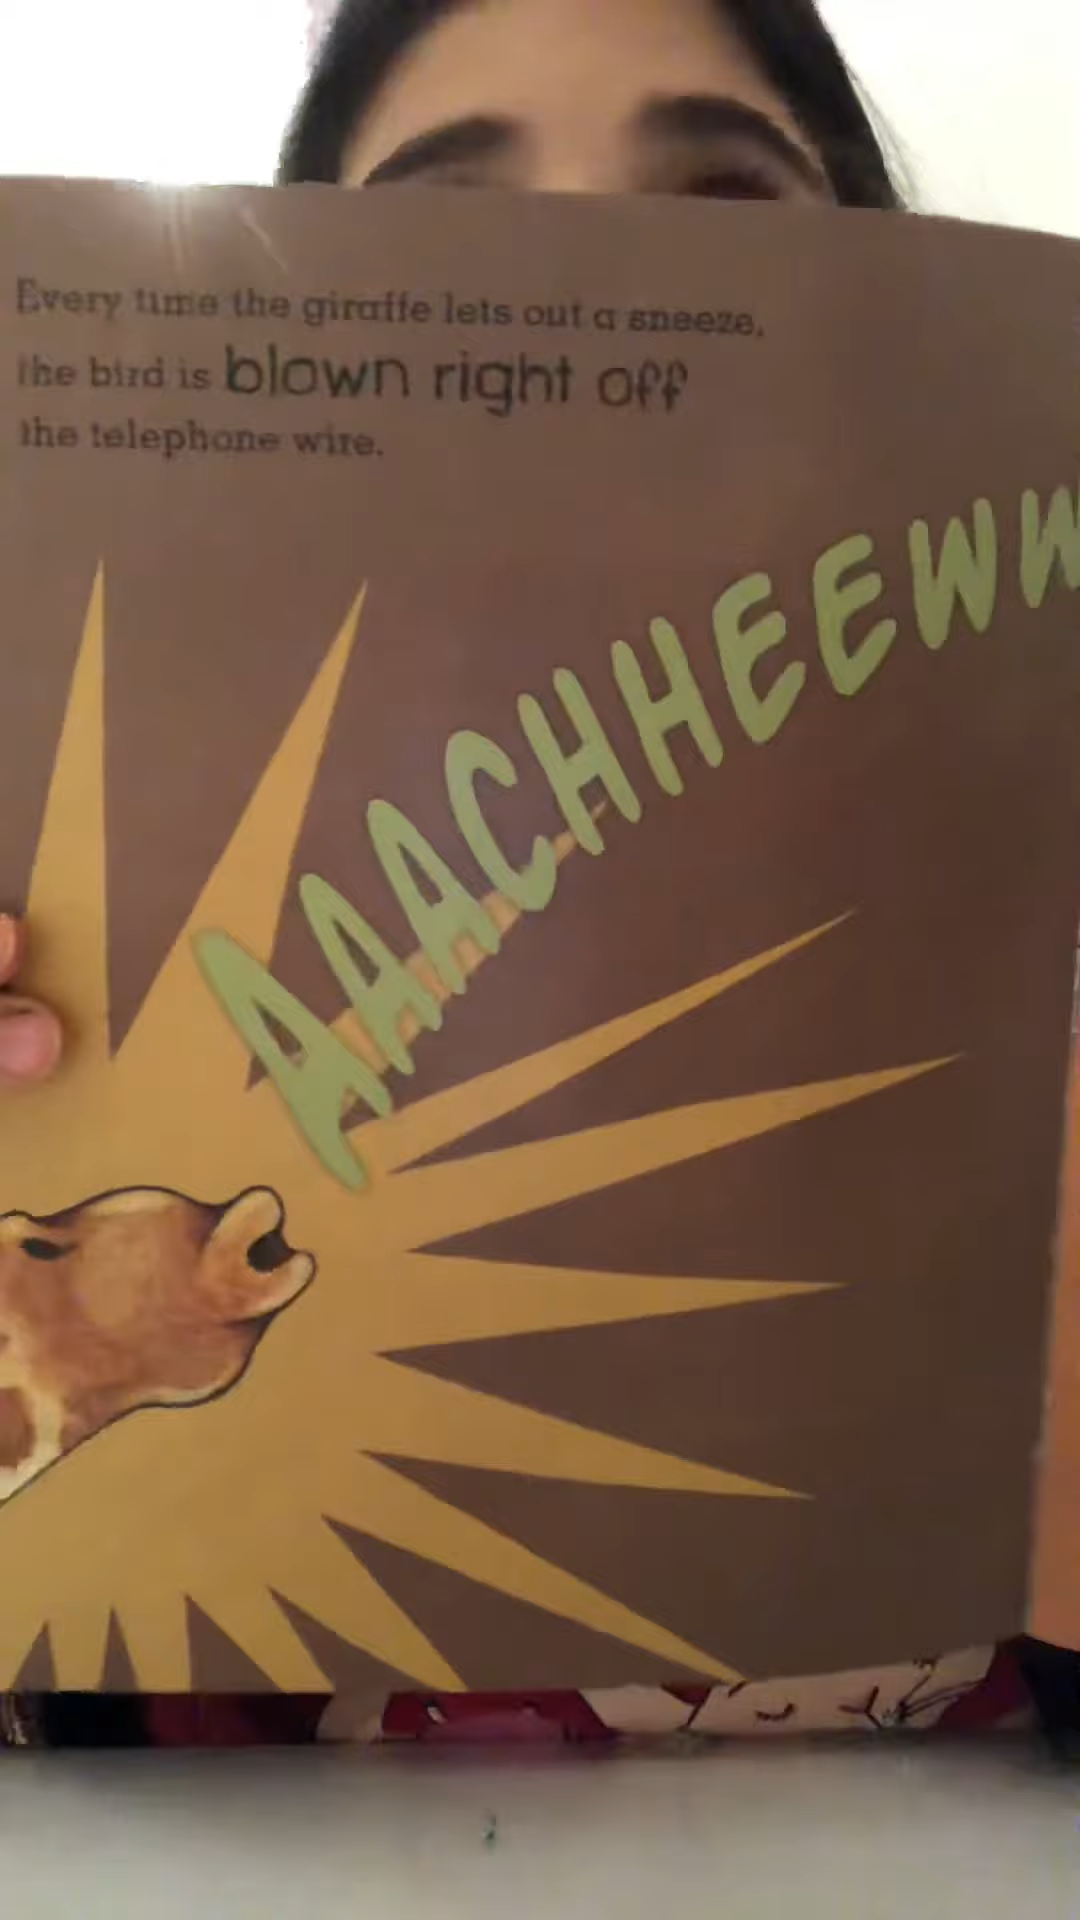 Every time the giraffe lets out a sneeze,
the bird is blown right off
the telephone wire.
AAACHHEEWW